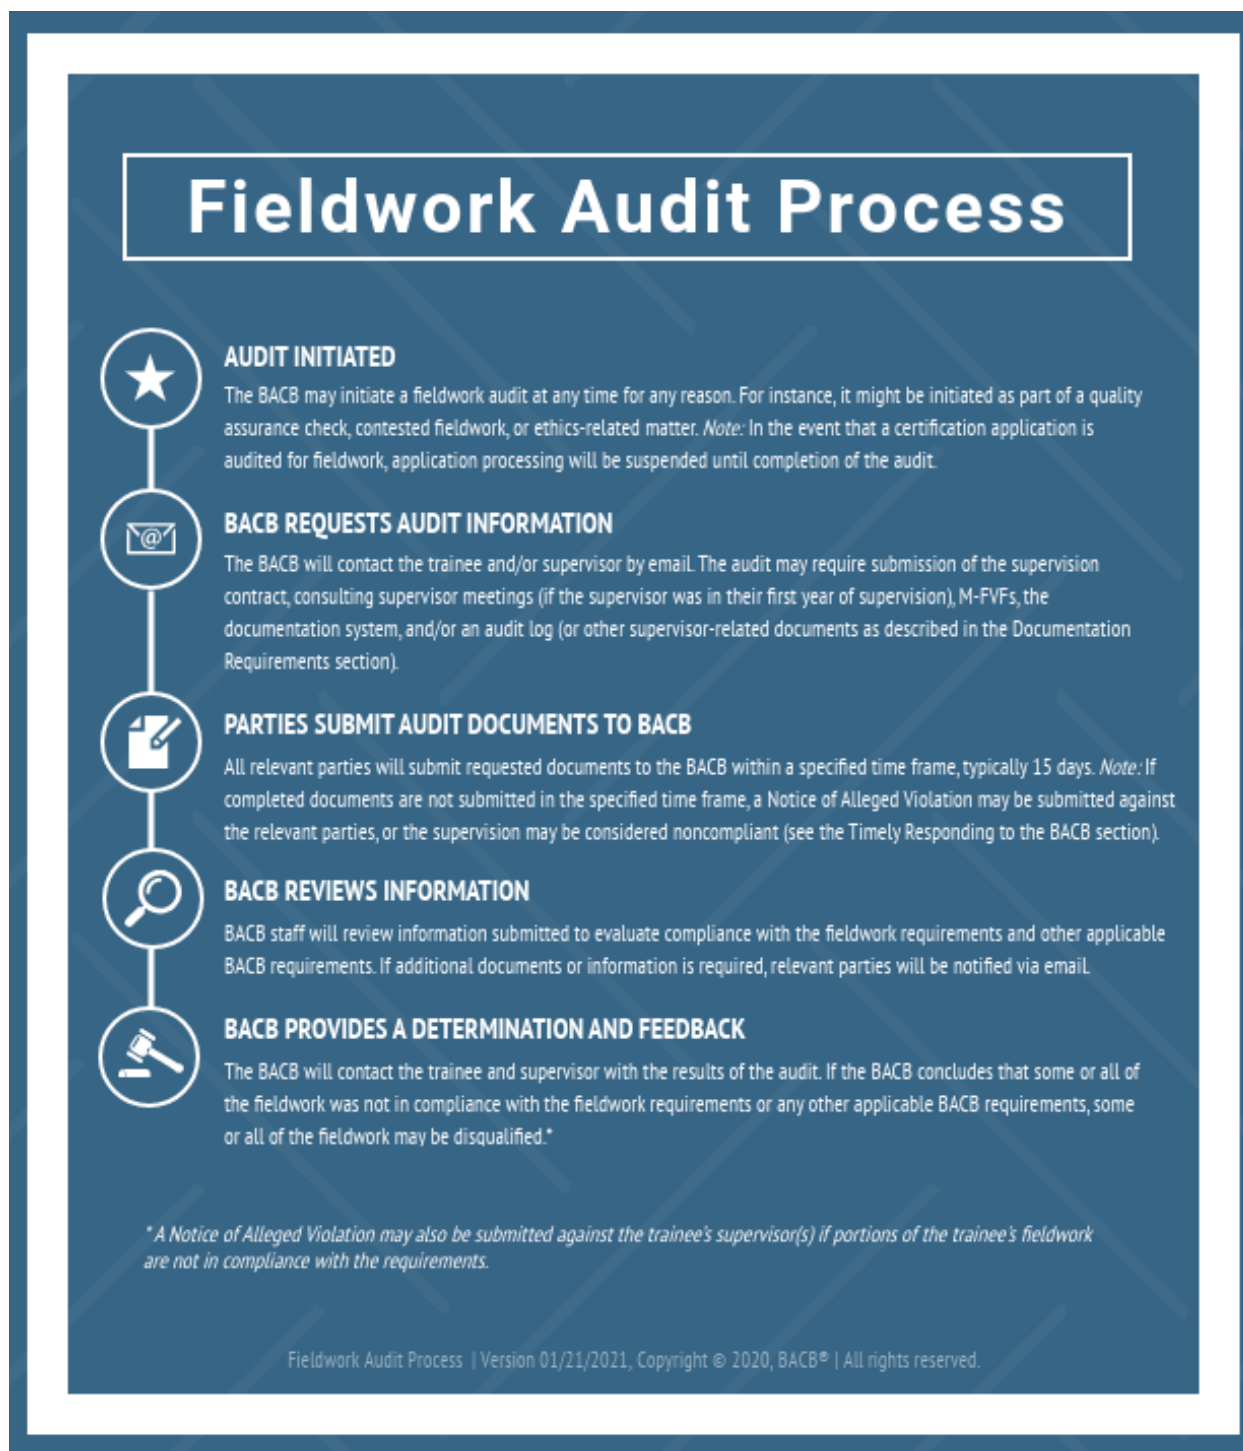 Fieldwork Audit Process
AUDIT INITIATED
The BACB may initiate a fieldwork audit at any time for any reason. For instance, it might be initiated as part of a quality
assurance check, contested fieldwork, or ethics-related matter. Note: In the event that a certification application is
audited for fieldwork, application processing will be suspended until completion of the audit.
@
BACB REQUESTS AUDIT INFORMATION
The BACB will contact the trainee and/or supervisor by email. The audit may require submission of the supervision
contract, consulting supervisor meetings (if the supervisor was in their first year of supervision), M-FVFs, the
documentation system, and/or an audit log (or other supervisor-related documents as described in the Documentation
Requirements section).
PARTIES SUBMIT AUDIT DOCUMENTS TO BACB
All relevant parties will submit requested documents to the BACB within a specified time frame, typically 15 days. Note: If
completed documents are not submitted in the specified time frame, a Notice of Alleged Violation may be submitted against
the relevant parties, or the supervision may be considered noncompliant (see the Timely Responding to the BACB section).
BACB REVIEWS INFORMATION
BACB staff will review information submitted to evaluate compliance with the fieldwork requirements and other applicable
BACB requirements. If additional documents or information is required, relevant parties will be notified via email.
BACB PROVIDES A DETERMINATION AND FEEDBACK
The BACB will contact the trainee and supervisor with the results of the audit. If the BACB concludes that some or all of
the fieldwork was not in compliance with the fieldwork requirements or any other applicable BACB requirements, some
or all of the fieldwork may be disqualified.*
* A Notice of Alleged Violation may also be submitted against the trainee's supervisor(s) if portions of the trainee's fieldwork
are not in compliance with the requirements.
Fieldwork Audit Process | Version 01/21/2021, Copyright © 2020, BACB® | All rights reserved.